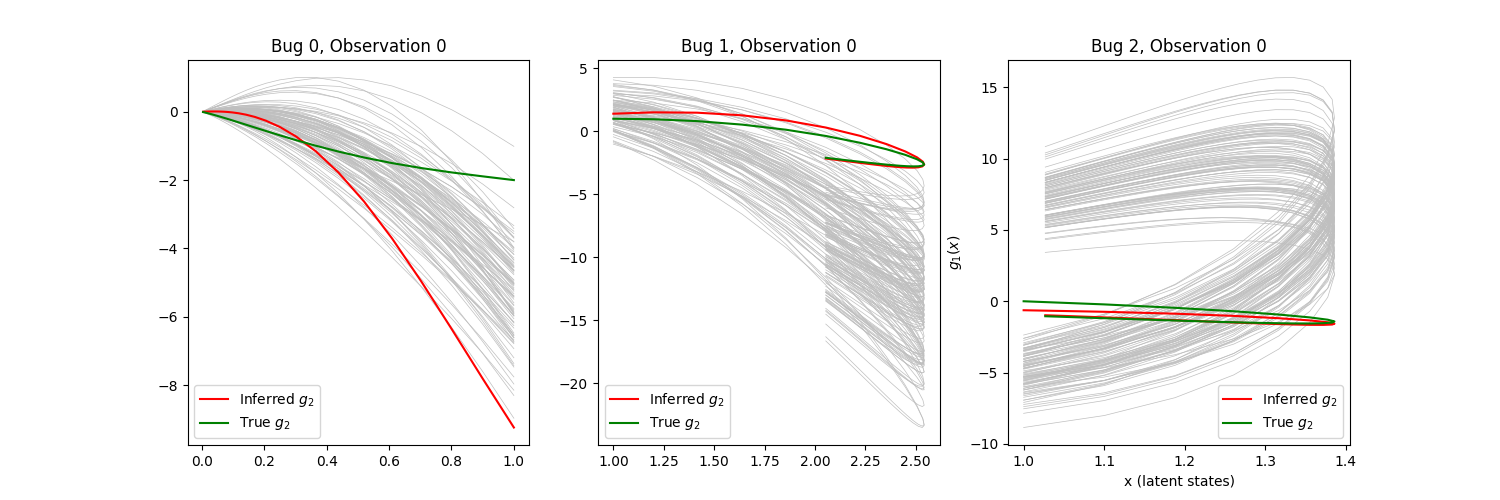 Bug 0, Observation 0
0
−2
−4
−6
−8
0.0 0.2 0.4 0.6 0.8 1.0
Inferred g₂
True g₂
Bug 1, Observation 0
5
0
−5
−10
−15
−20
1.00 1.25 1.50 1.75 2.00 2.25 2.50
Inferred g₂
True g₂
Bug 2, Observation 0
g₁(x)
15
10
5
0
−5
−10
1.0 1.1 1.2 1.3 1.4
x (latent states)
Inferred g₂
True g₂